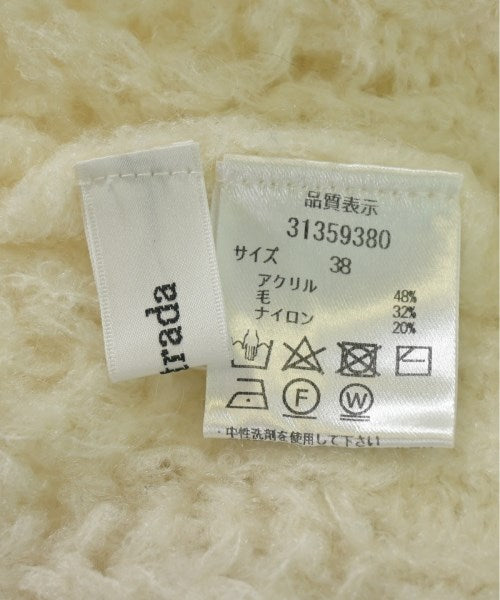 trada
品質表示
31359380
サイズ
38
アクリル 48%
毛 32%
ナイロン 20%
F W
・中性洗剤を使用して下さい